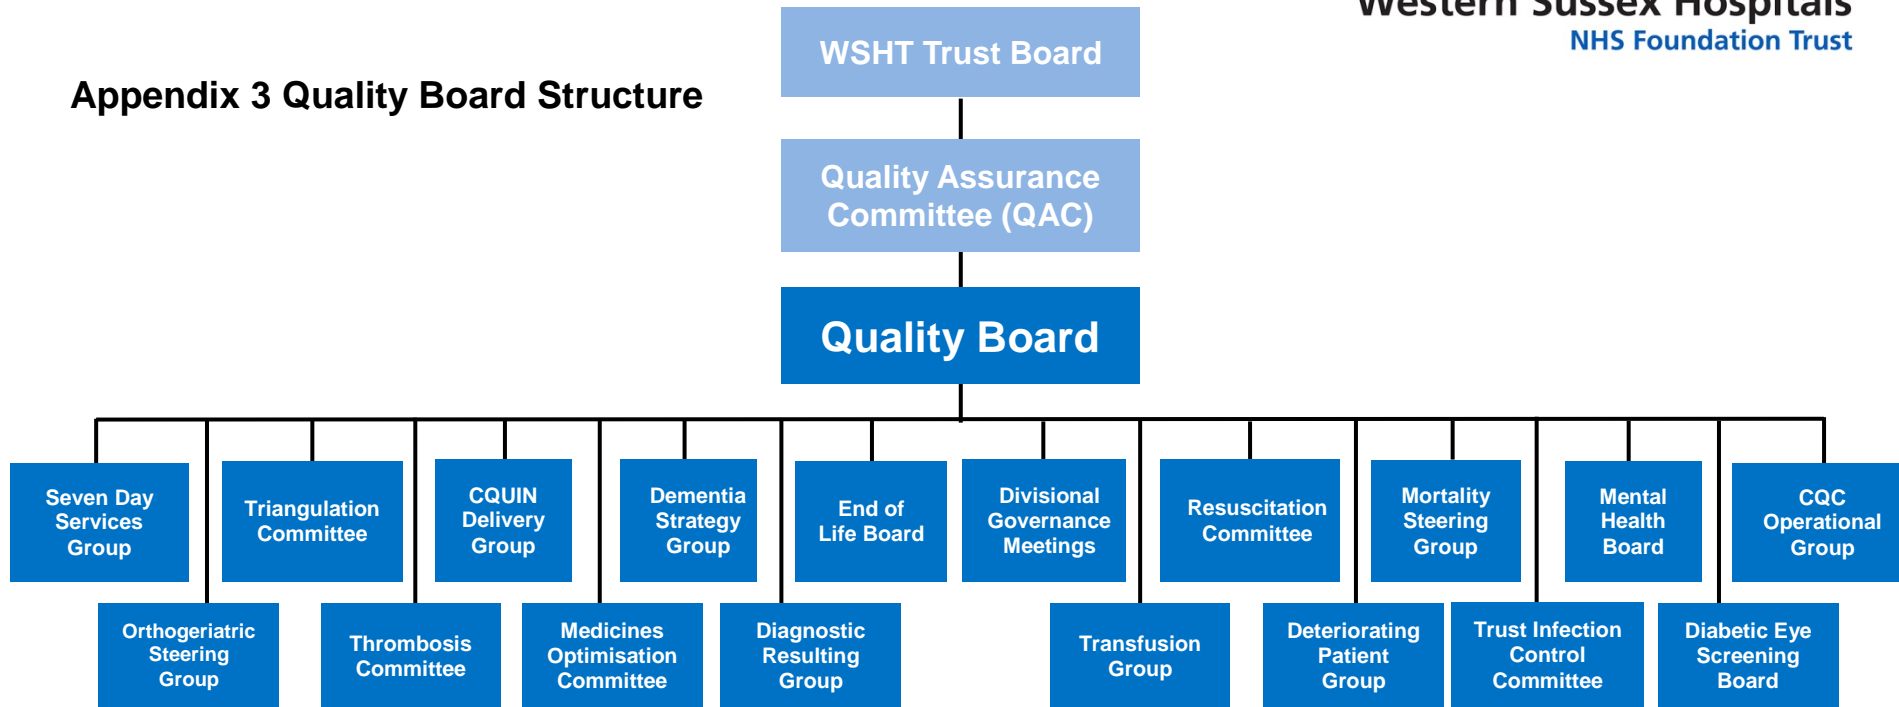 Western Sussex Hospitals
NHS Foundation Trust
Appendix 3 Quality Board Structure
WSHT Trust Board
Quality Assurance
Committee (QAC)
Quality Board
Seven Day
Services
Group
Triangulation
Committee
CQUIN
Delivery
Group
Dementia
Strategy
Group
End of
Life Board
Divisional
Governance
Meetings
Resuscitation
Committee
Mortality
Steering
Group
Mental
Health
Board
CQC
Operational
Group
Orthogeriatric
Steering
Group
Thrombosis
Committee
Medicines
Optimisation
Committee
Diagnostic
Resulting
Group
Transfusion
Group
Deteriorating
Patient
Group
Trust Infection
Control
Committee
Diabetic Eye
Screening
Board